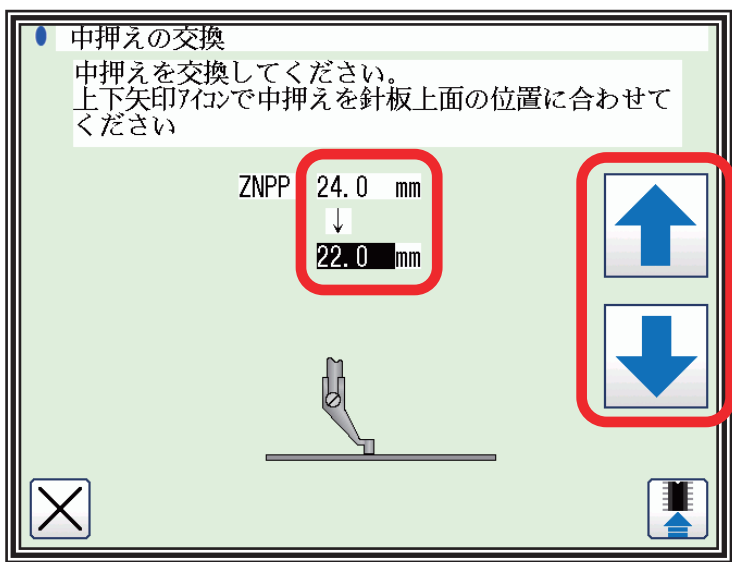 中押えの交換
中押えを交換してください。
上下矢印ｱｲｺﾝで中押えを針板上面の位置に合わせて
ください
ZNPP 24.0 mm
↓
22.0 mm